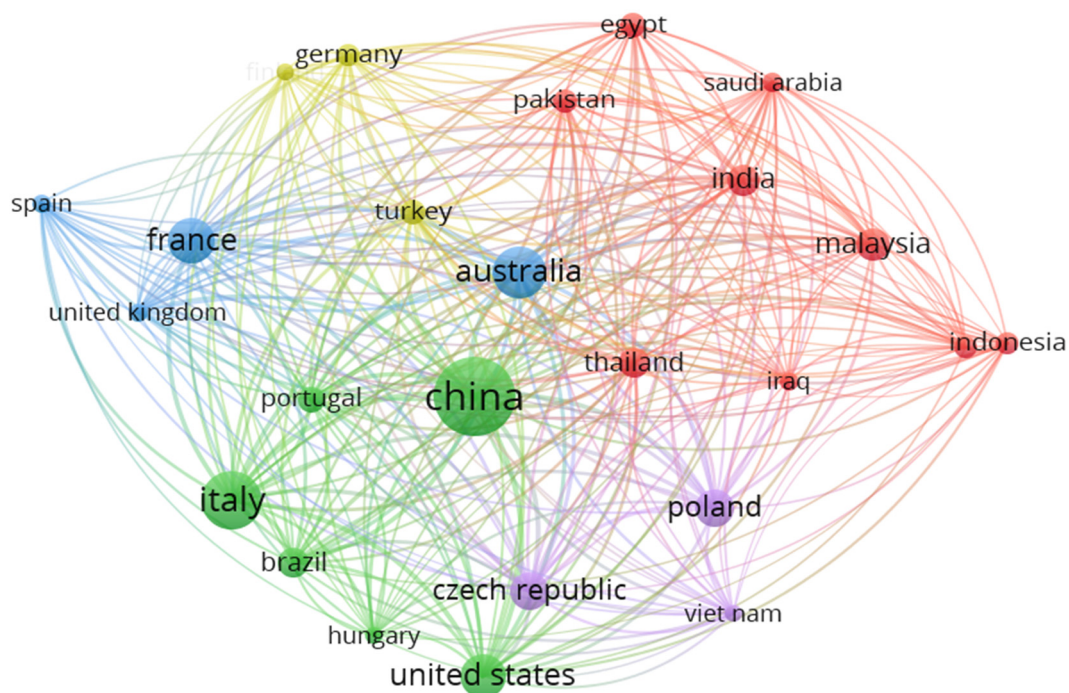 egypt
germany
saudi arabia
pakistan
india
spain
turkey
france
malaysia
australia
united kingdom
indonesia
thailand
iraq
china
portugal
italy
poland
brazil
czech republic
viet nam
hungary
united states